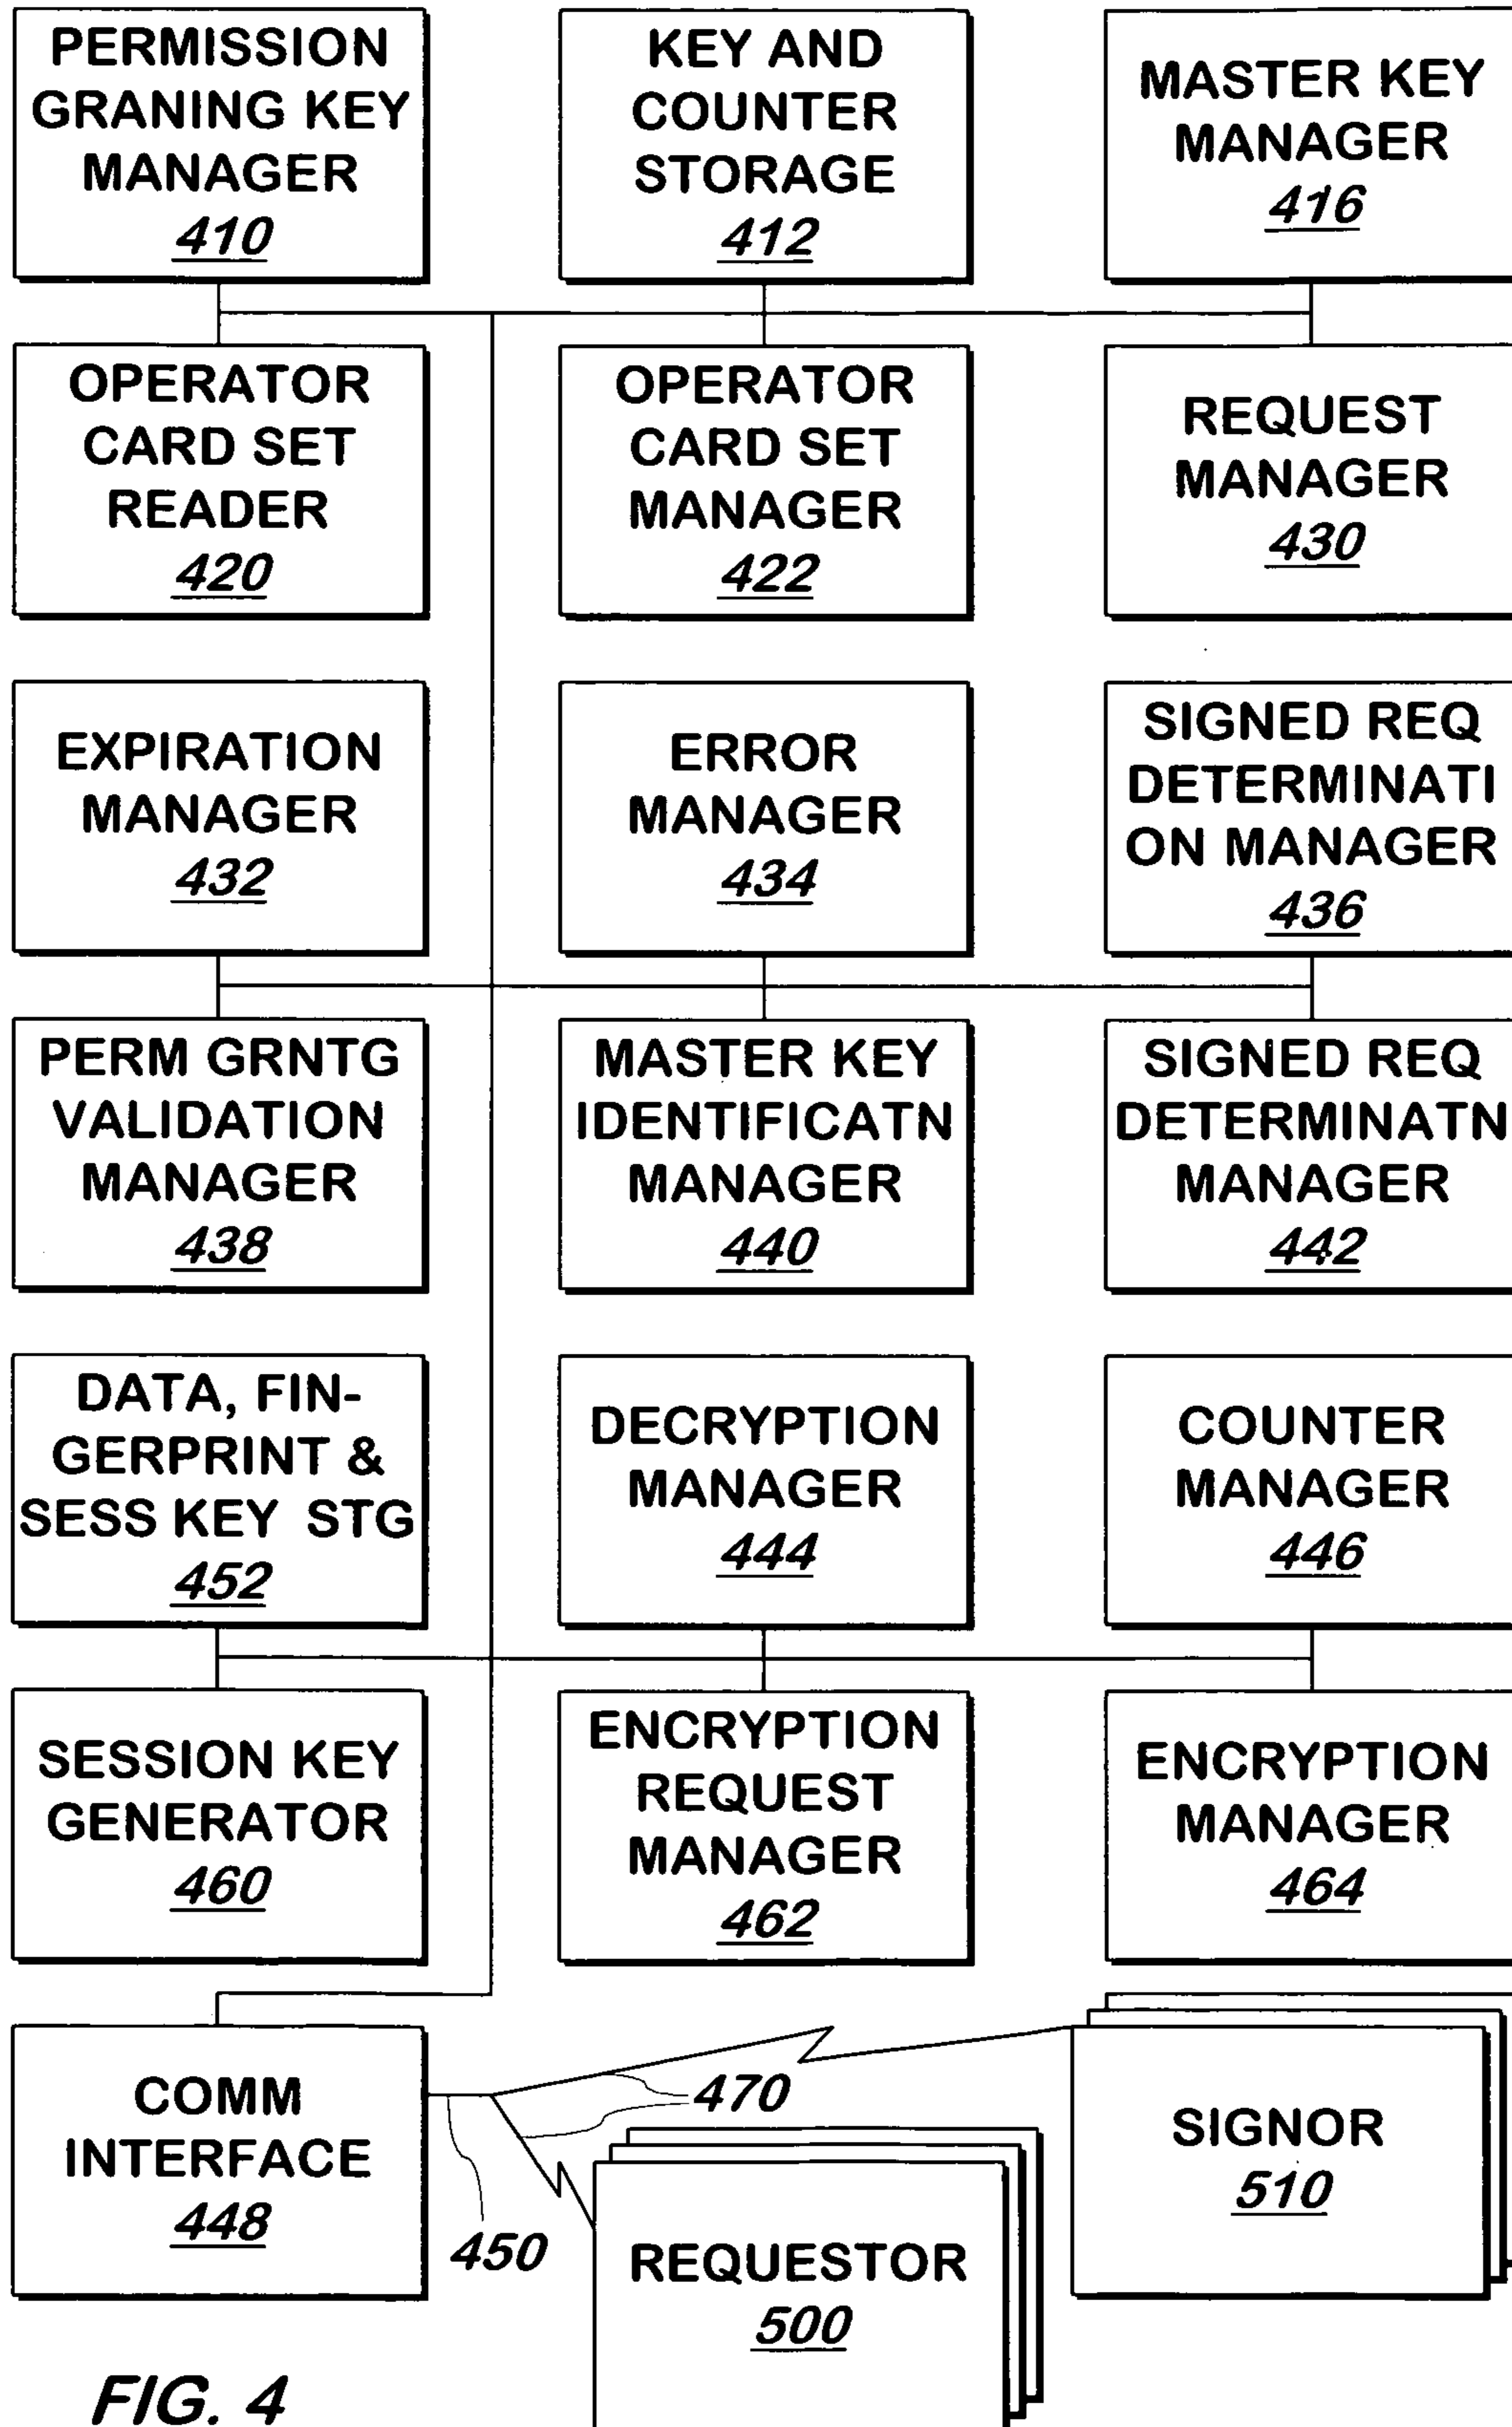 PERMISSION
GRANING KEY
MANAGER
410
KEY AND
COUNTER
STORAGE
412
MASTER KEY
MANAGER
416
OPERATOR
CARD SET
READER
420
OPERATOR
CARD SET
MANAGER
422
REQUEST
MANAGER
430
EXPIRATION
MANAGER
432
ERROR
MANAGER
434
SIGNED REQ
DETERMINATI
ON MANAGER
436
PERM GRNTG
VALIDATION
MANAGER
438
MASTER KEY
IDENTIFICATN
MANAGER
440
SIGNED REQ
DETERMINATN
MANAGER
442
DATA, FIN-
GERPRINT &
SESS KEY STG
452
DECRYPTION
MANAGER
444
COUNTER
MANAGER
446
SESSION KEY
GENERATOR
460
ENCRYPTION
REQUEST
MANAGER
462
ENCRYPTION
MANAGER
464
COMM
INTERFACE
448
450
470
REQUESTOR
500
SIGNOR
510
FIG. 4